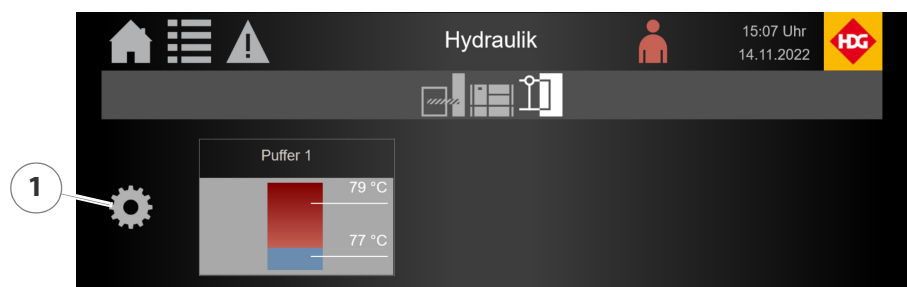 Hydraulik
15:07 Uhr
14.11.2022
HDG
Puffer 1
79 °C
1
77 °C